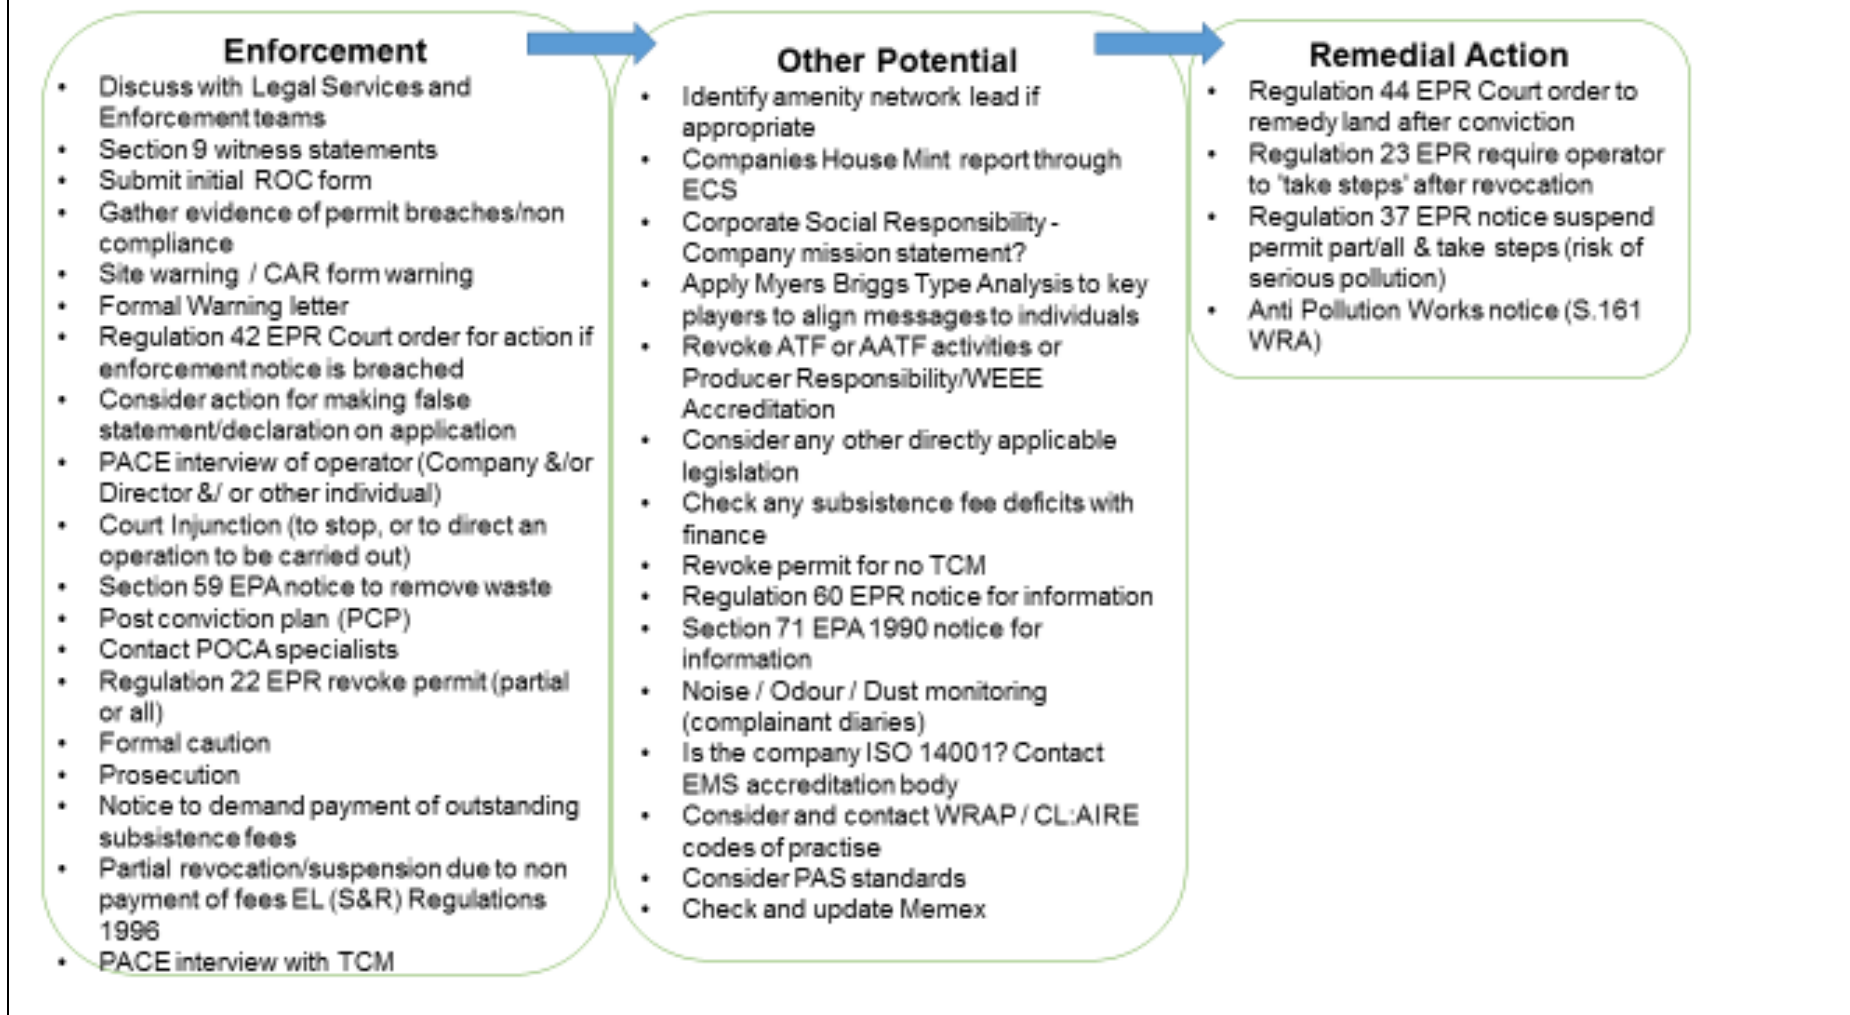 Enforcement
• Discuss with Legal Services and
Enforcement teams
• Section 9 witness statements
• Submit initial ROC form
• Gather evidence of permit breaches/non
compliance
• Site warning / CAR form warning
• Formal Warning letter
• Regulation 42 EPR Court order for action if
enforcement notice is breached
• Consider action for making false
statement/declaration on application
• PACE interview of operator (Company &/or
Director &/ or other individual)
• Court Injunction (to stop, or to direct an
operation to be carried out)
• Section 59 EPA notice to remove waste
• Post conviction plan (PCP)
• Contact POCA specialists
• Regulation 22 EPR revoke permit (partial
or all)
• Formal caution
• Prosecution
• Notice to demand payment of outstanding
subsistence fees
• Partial revocation/suspension due to non
payment of fees EL (S&R) Regulations
1996
• PACE interview with TCM
Other Potential
• Identify amenity network lead if
appropriate
• Companies House Mint report through
ECS
• Corporate Social Responsibility -
Company mission statement?
• Apply Myers Briggs Type Analysis to key
players to align messages to individuals
• Revoke ATF or AATF activities or
Producer Responsibility/WEEE
Accreditation
• Consider any other directly applicable
legislation
• Check any subsistence fee deficits with
finance
• Revoke permit for no TCM
• Regulation 60 EPR notice for information
• Section 71 EPA 1990 notice for
information
• Noise / Odour / Dust monitoring
(complainant diaries)
• Is the company ISO 14001? Contact
EMS accreditation body
• Consider and contact WRAP / CL:AIRE
codes of practise
• Consider PAS standards
• Check and update Memex
Remedial Action
• Regulation 44 EPR Court order to
remedy land after conviction
• Regulation 23 EPR require operator
to 'take steps' after revocation
• Regulation 37 EPR notice suspend
permit part/all & take steps (risk of
serious pollution)
• Anti Pollution Works notice (S.161
WRA)